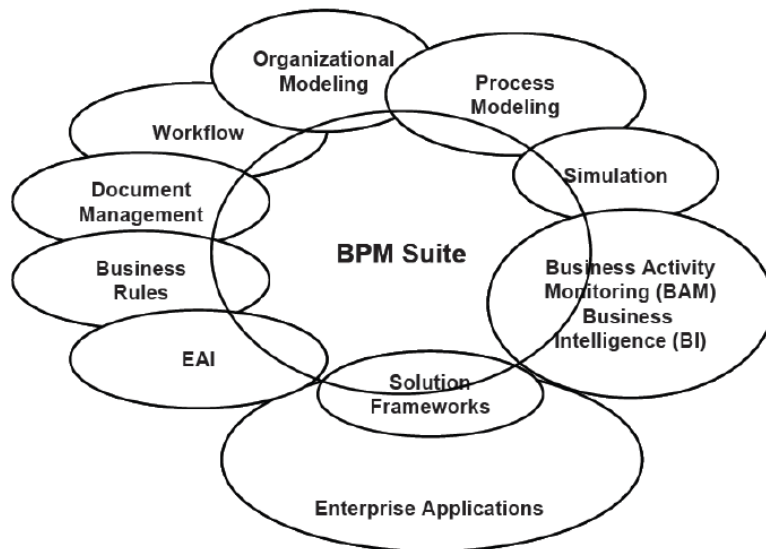 Organizational
Modeling
Process
Modeling
Workflow
Simulation
Document
Management
BPM Suite
Business
Rules
Business Activity
Monitoring (BAM)
Business
Intelligence (BI)
EAI
Solution
Frameworks
Enterprise Applications